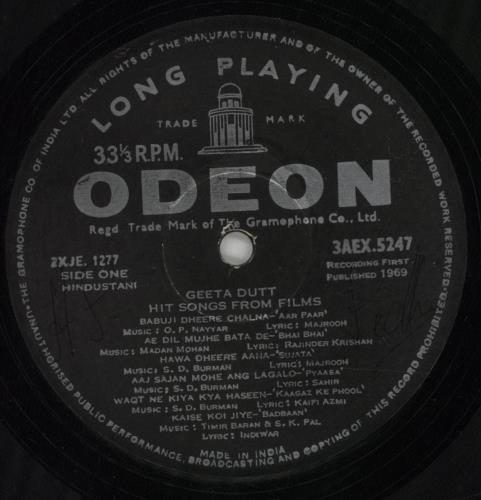 THE GRAMOPHONE CO. OF INDIA LTD ALL RIGHTS OF THE MANUFACTURER AND OF THE OWNER OF THE RECORDED WORK RESERVED·UNAUTHORISED PUBLIC PERFORMANCE, BROADCASTING AND COPYING OF THIS RECORD PROHIBITED
LONG PLAYING
TRADE MARK
33⅓ R.P.M.
ODEON
Regd. Trade Mark of The Gramophone Co., Ltd.
2XJE. 1277
SIDE ONE
HINDUSTANI
3AEX.5247
RECORDING FIRST
PUBLISHED 1969
GEETA DUTT
HIT SONGS FROM FILMS
BABUJI DHEERE CHALNA-'AAR PAAR'
MUSIC: O. P. NAYYAR LYRIC: MAJROOH
AE DIL MUJHE BATA DE-'BHAI BHAI'
MUSIC: MADAN MOHAN LYRIC: RAJINDER KRISHAN
HAWA DHEERE AANA-'SUJATA'
MUSIC: S. D. BURMAN LYRIC: MAJROOH
AAJ SAJAN MOHE ANG LAGALO-'PYAASA'
MUSIC: S. D. BURMAN LYRIC: SAHIR
WAQT NE KIYA KYA HASEEN-'KAAGAZ KE PHOOL'
MUSIC: S. D. BURMAN LYRIC: KAIFI AZMI
KAISE KOI JIYE-'BADBAAN'
MUSIC: TIMIR BARAN & S. K. PAL
LYRIC: INDIWAR
MADE IN INDIA